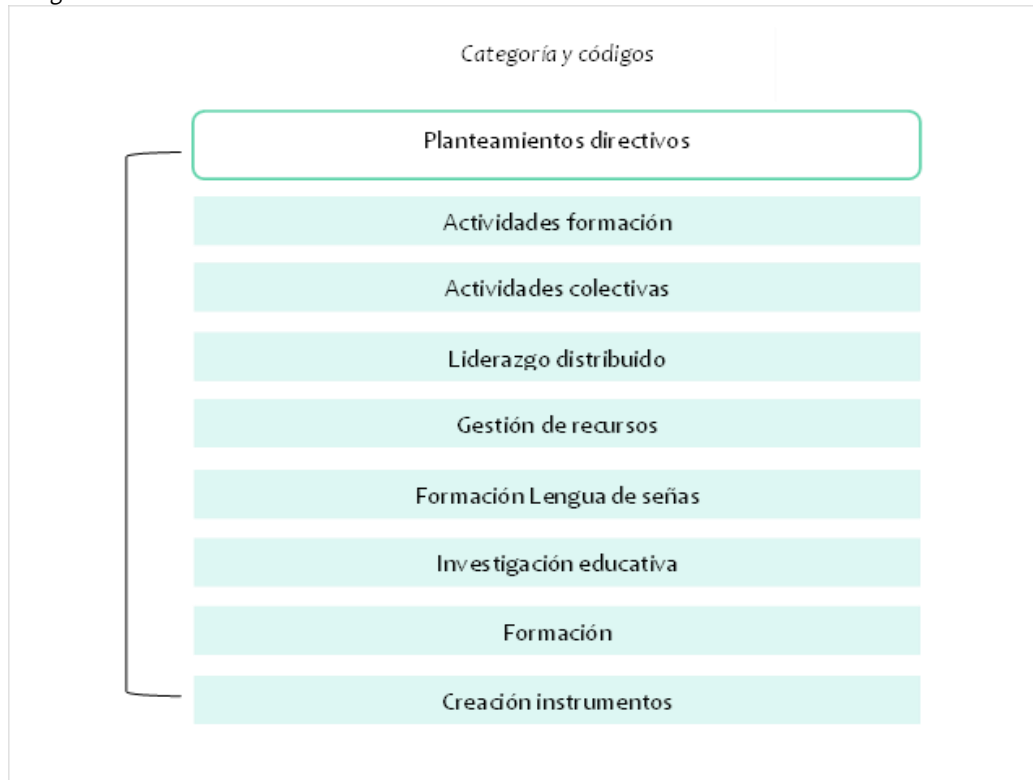 Categoría y códigos
Planteamientos directivos
Actividades formación
Actividades colectivas
Liderazgo distribuido
Gestión de recursos
Formación Lengua de señas
Investigación educativa
Formación
Creación instrumentos